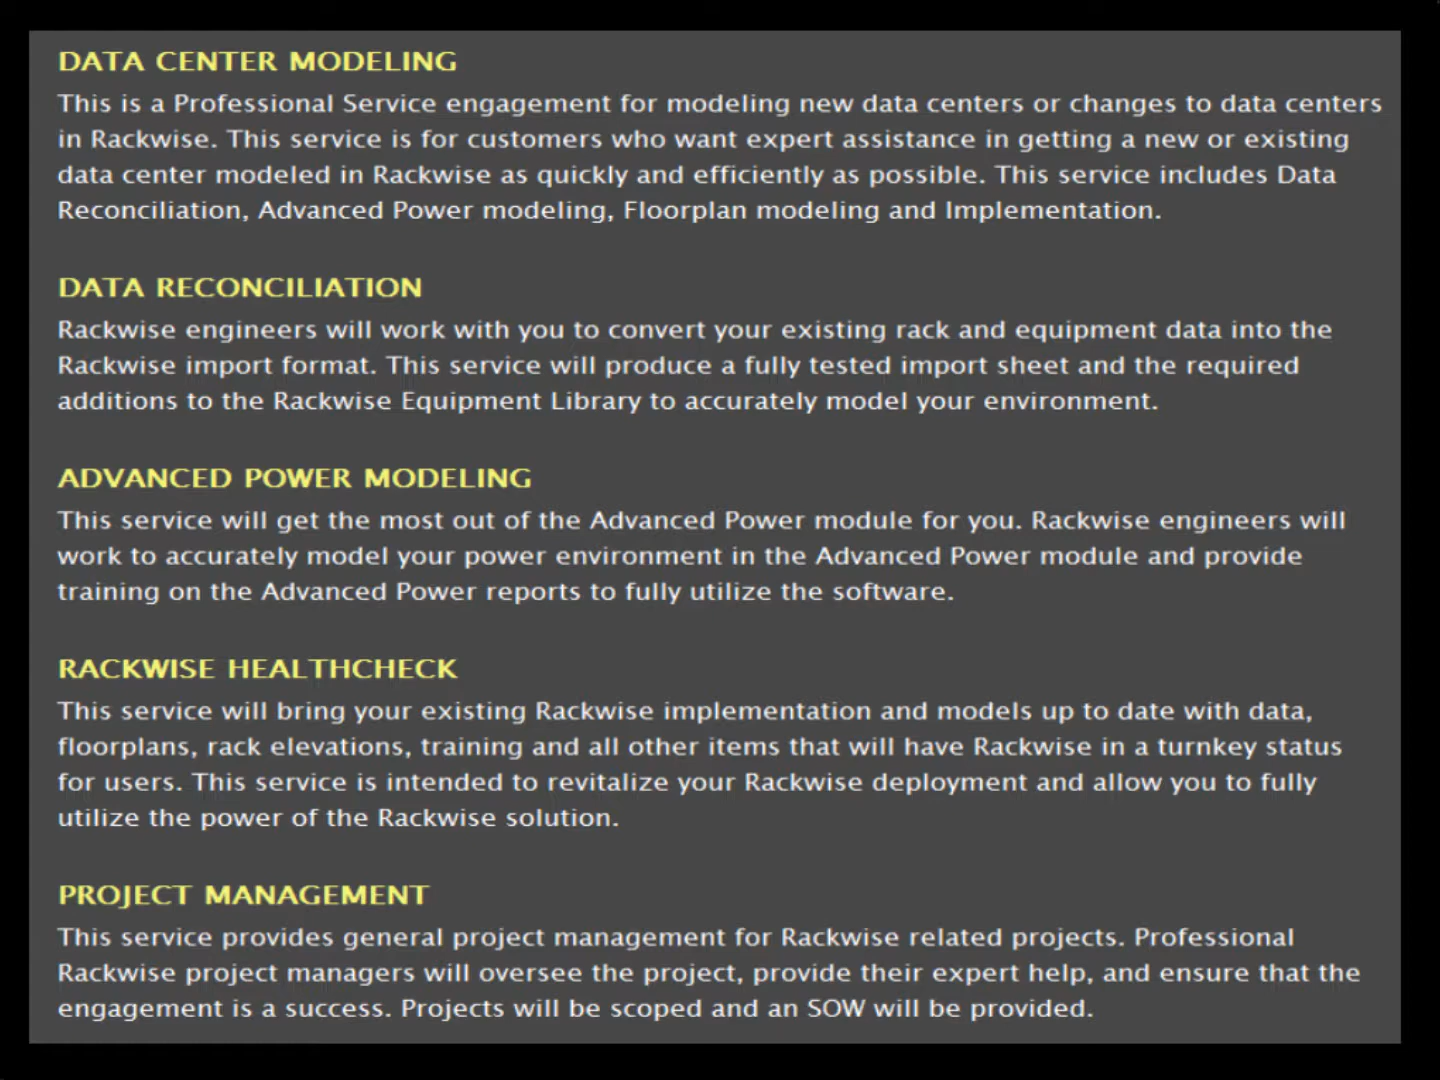 DATA CENTER MODELING
This is a Professional Service engagement for modeling new data centers or changes to data centers
in Rackwise. This service is for customers who want expert assistance in getting a new or existing
data center modeled in Rackwise as quickly and efficiently as possible. This service includes Data
Reconciliation, Advanced Power modeling, Floorplan modeling and Implementation.
DATA RECONCILIATION
Rackwise engineers will work with you to convert your existing rack and equipment data into the
Rackwise import format. This service will produce a fully tested import sheet and the required
additions to the Rackwise Equipment Library to accurately model your environment.
ADVANCED POWER MODELING
This service will get the most out of the Advanced Power module for you. Rackwise engineers will
work to accurately model your power environment in the Advanced Power module and provide
training on the Advanced Power reports to fully utilize the software.
RACKWISE HEALTHCHECK
This service will bring your existing Rackwise implementation and models up to date with data,
floorplans, rack elevations, training and all other items that will have Rackwise in a turnkey status
for users. This service is intended to revitalize your Rackwise deployment and allow you to fully
utilize the power of the Rackwise solution.
PROJECT MANAGEMENT
This service provides general project management for Rackwise related projects. Professional
Rackwise project managers will oversee the project, provide their expert help, and ensure that the
engagement is a success. Projects will be scoped and an SOW will be provided.